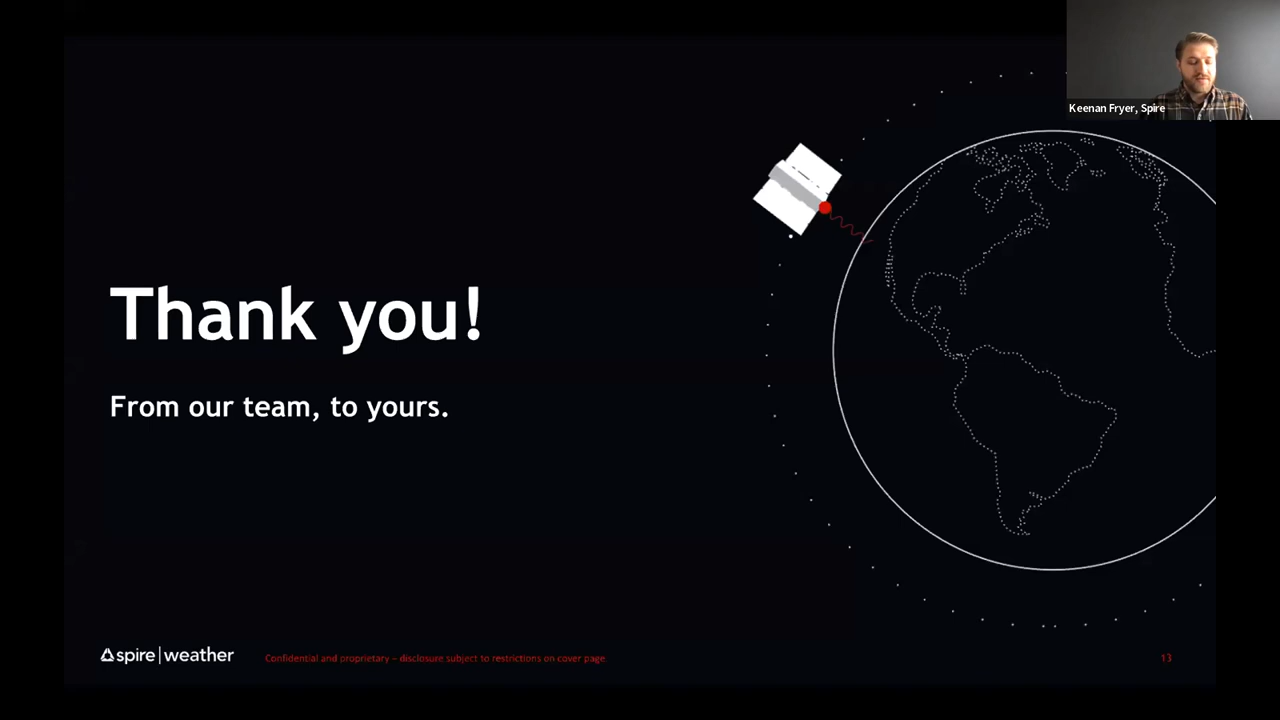 Keenan Fryer, Spire
Thank you!
From our team, to yours.
spire|weather
Confidential and proprietary – disclosure subject to restrictions on cover page
13